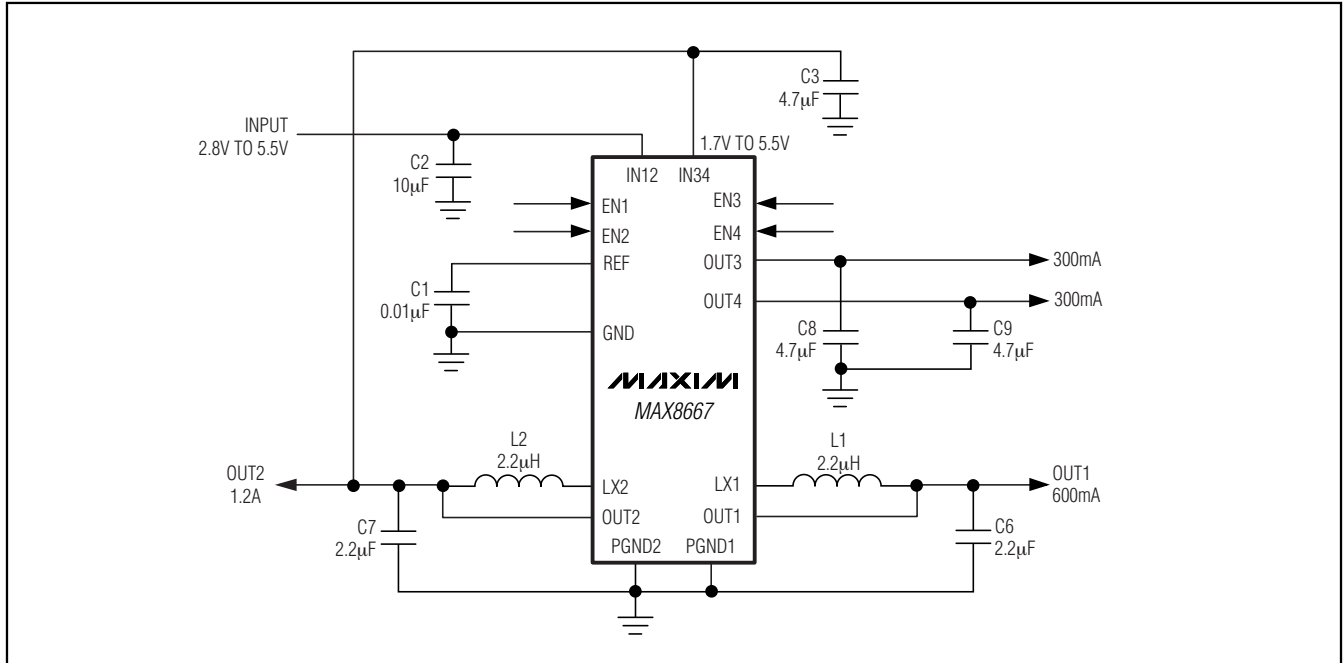 C3
4.7μF
INPUT
2.8V TO 5.5V
1.7V TO 5.5V
C2
10μF
IN12 IN34
EN1
EN3
EN2
EN4
REF
OUT3
300mA
C1
0.01μF
OUT4
300mA
GND
C8
4.7μF
C9
4.7μF
MAXIM
MAX8667
L2
2.2μH
L1
2.2μH
OUT2
1.2A
LX2
LX1
OUT1
600mA
OUT2
OUT1
C7
2.2μF
C6
2.2μF
PGND2 PGND1